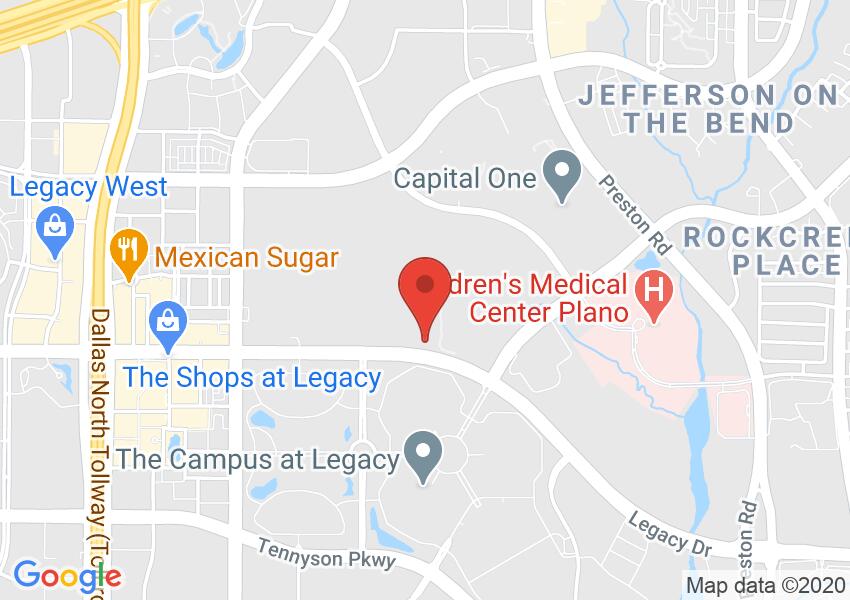 JEFFERSON ON
THE BEND
Capital One
Preston Rd
Legacy West
ROCKCRE
PLACE
Mexican Sugar
dren's Medical
Center Plano
H
Dallas North Tollway (To
The Shops at Legacy
The Campus at Legacy
Legacy Dr
eston Rd
Tennyson Pkwy
Google
Map data ©2020